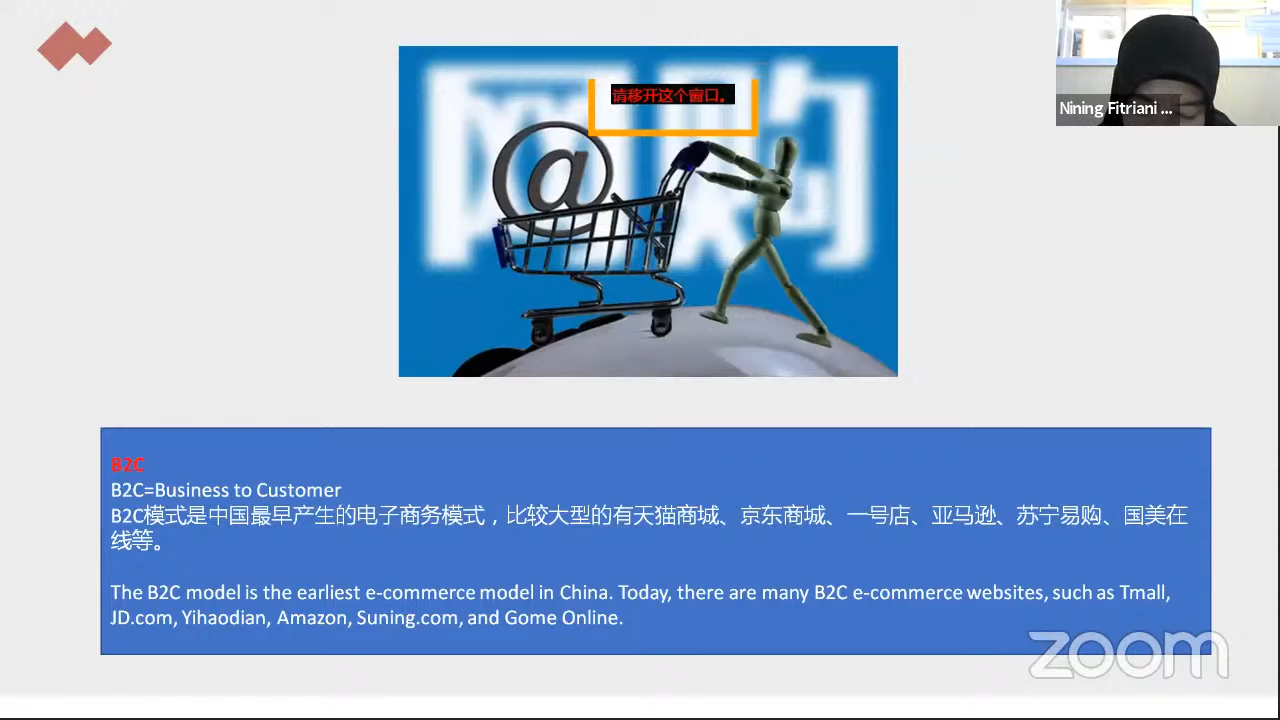 网购
@
请移开这个窗口。
Nining Fitriani ...
B2C
B2C=Business to Customer
B2C模式是中国最早产生的电子商务模式，比较大型的有天猫商城、京东商城、一号店、亚马逊、苏宁易购、国美在
线等。
The B2C model is the earliest e-commerce model in China. Today, there are many B2C e-commerce websites, such as Tmall,
JD.com, Yihaodian, Amazon, Suning.com, and Gome Online.
zoom